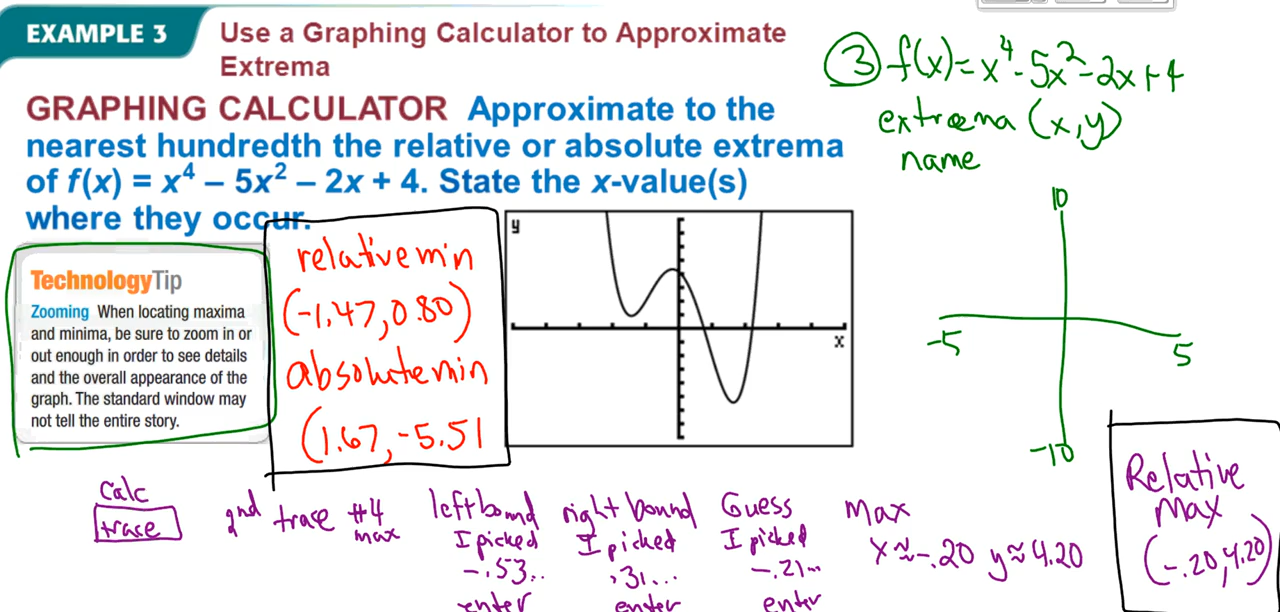 EXAMPLE 3
Use a Graphing Calculator to Approximate
Extrema
GRAPHING CALCULATOR Approximate to the
nearest hundredth the relative or absolute extrema
of f(x) = x⁴ – 5x² – 2x + 4. State the x-value(s)
where they occur.
③ f(x)=x⁴-5x²-2x+4
extrema (x,y)
name
TechnologyTip
Zooming When locating maxima
and minima, be sure to zoom in or
out enough in order to see details
and the overall appearance of the
graph. The standard window may
not tell the entire story.
relative min
(-1.47,0.80)
absolute min
(1.67,-5.51
y
x
10
-5
5
-10
Calc
trace
2nd trace #4
max
left bound
I picked
-.53..
enter
right bound
I picked
.31...
enter
Guess
I picked
-.21...
enter
Max
x≈-.20 y≈4.20
Relative
max
(-.20,4.20)